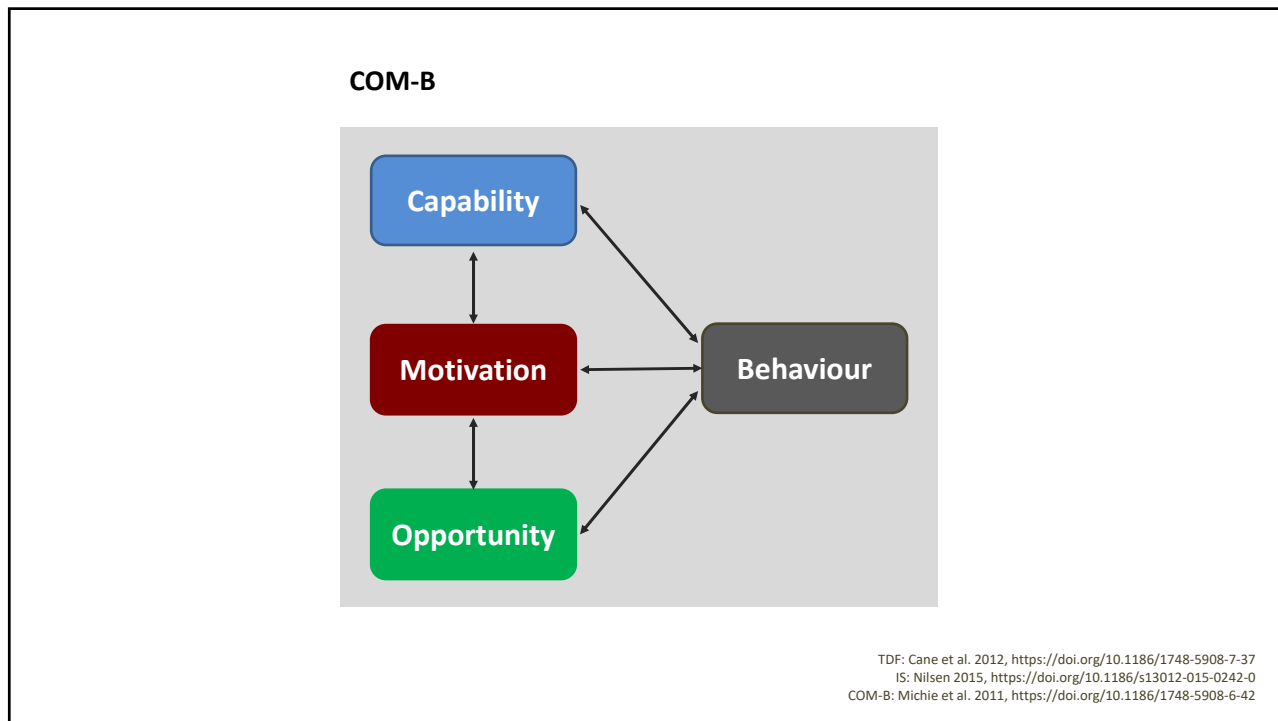 COM-B
Capability
Motivation
Behaviour
Opportunity
TDF: Cane et al. 2012, https://doi.org/10.1186/1748-5908-7-37
IS: Nilsen 2015, https://doi.org/10.1186/s13012-015-0242-0
COM-B: Michie et al. 2011, https://doi.org/10.1186/1748-5908-6-42